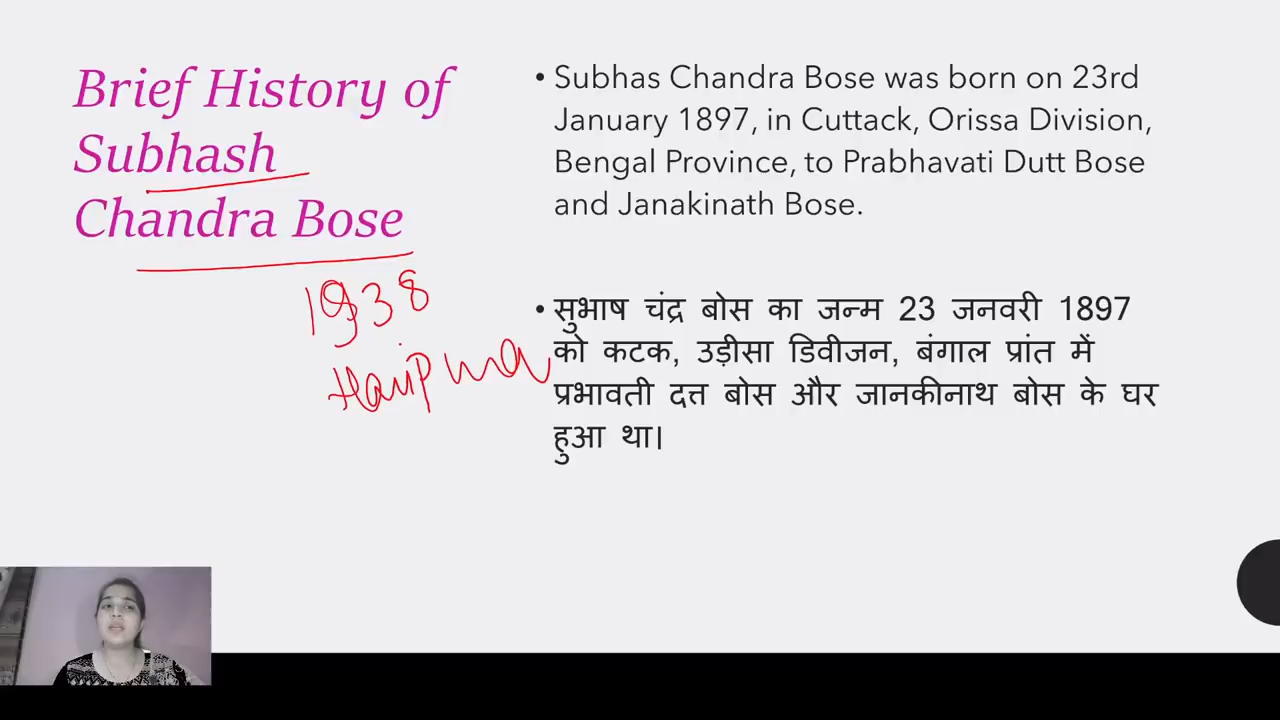 Brief History of
Subhash
Chandra Bose
1938
Haripura
• Subhas Chandra Bose was born on 23rd
January 1897, in Cuttack, Orissa Division,
Bengal Province, to Prabhavati Dutt Bose
and Janakinath Bose.
• सुभाष चंद्र बोस का जन्म 23 जनवरी 1897
को कटक, उड़ीसा डिवीजन, बंगाल प्रांत में
प्रभावती दत्त बोस और जानकीनाथ बोस के घर
हुआ था।